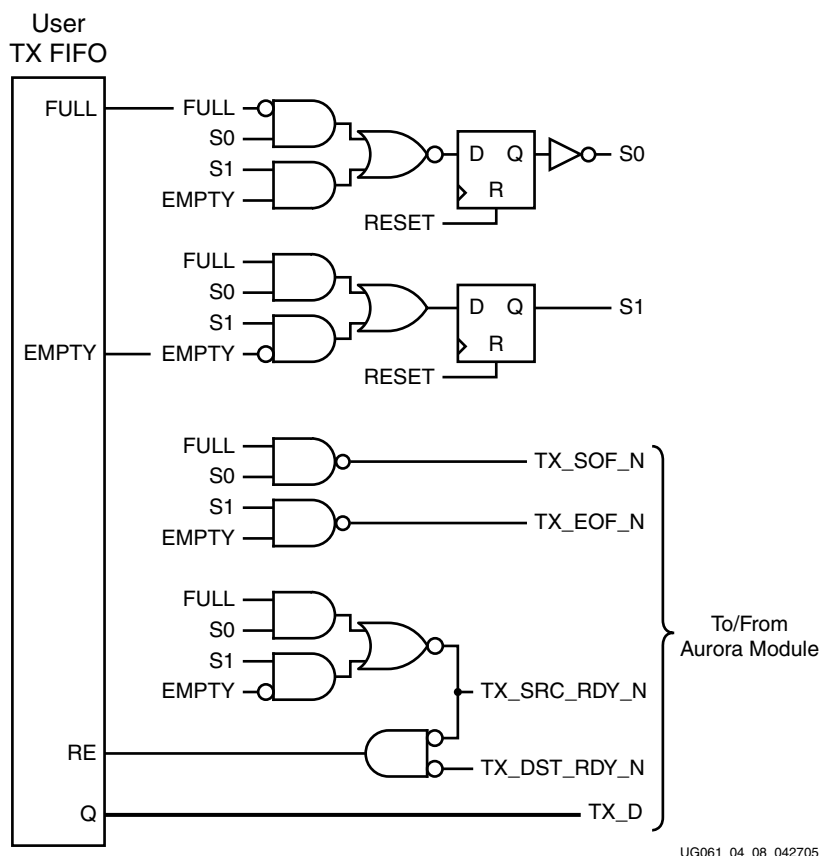 User
TX FIFO
FULL
FULL
S0
S1
EMPTY
D Q
R
RESET
S0
FULL
S0
S1
EMPTY
EMPTY
D Q
R
RESET
S1
FULL
S0
TX_SOF_N
S1
EMPTY
TX_EOF_N
FULL
S0
S1
EMPTY
TX_SRC_RDY_N
RE
TX_DST_RDY_N
Q
TX_D
To/From
Aurora Module
UG061_04_08_042705